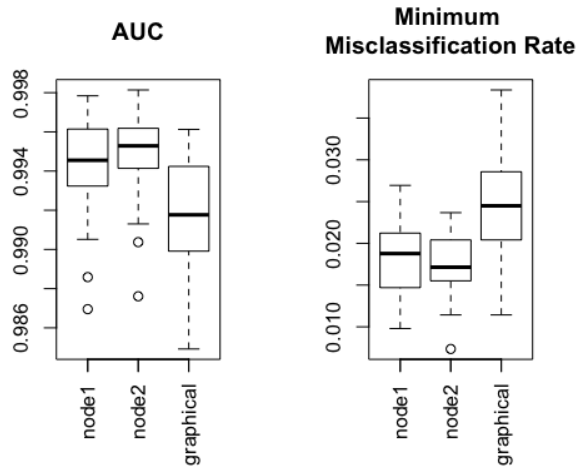 AUC
0.998
0.994
0.990
0.986
node1
node2
graphical
Minimum
Misclassification Rate
0.030
0.020
0.010
node1
node2
graphical